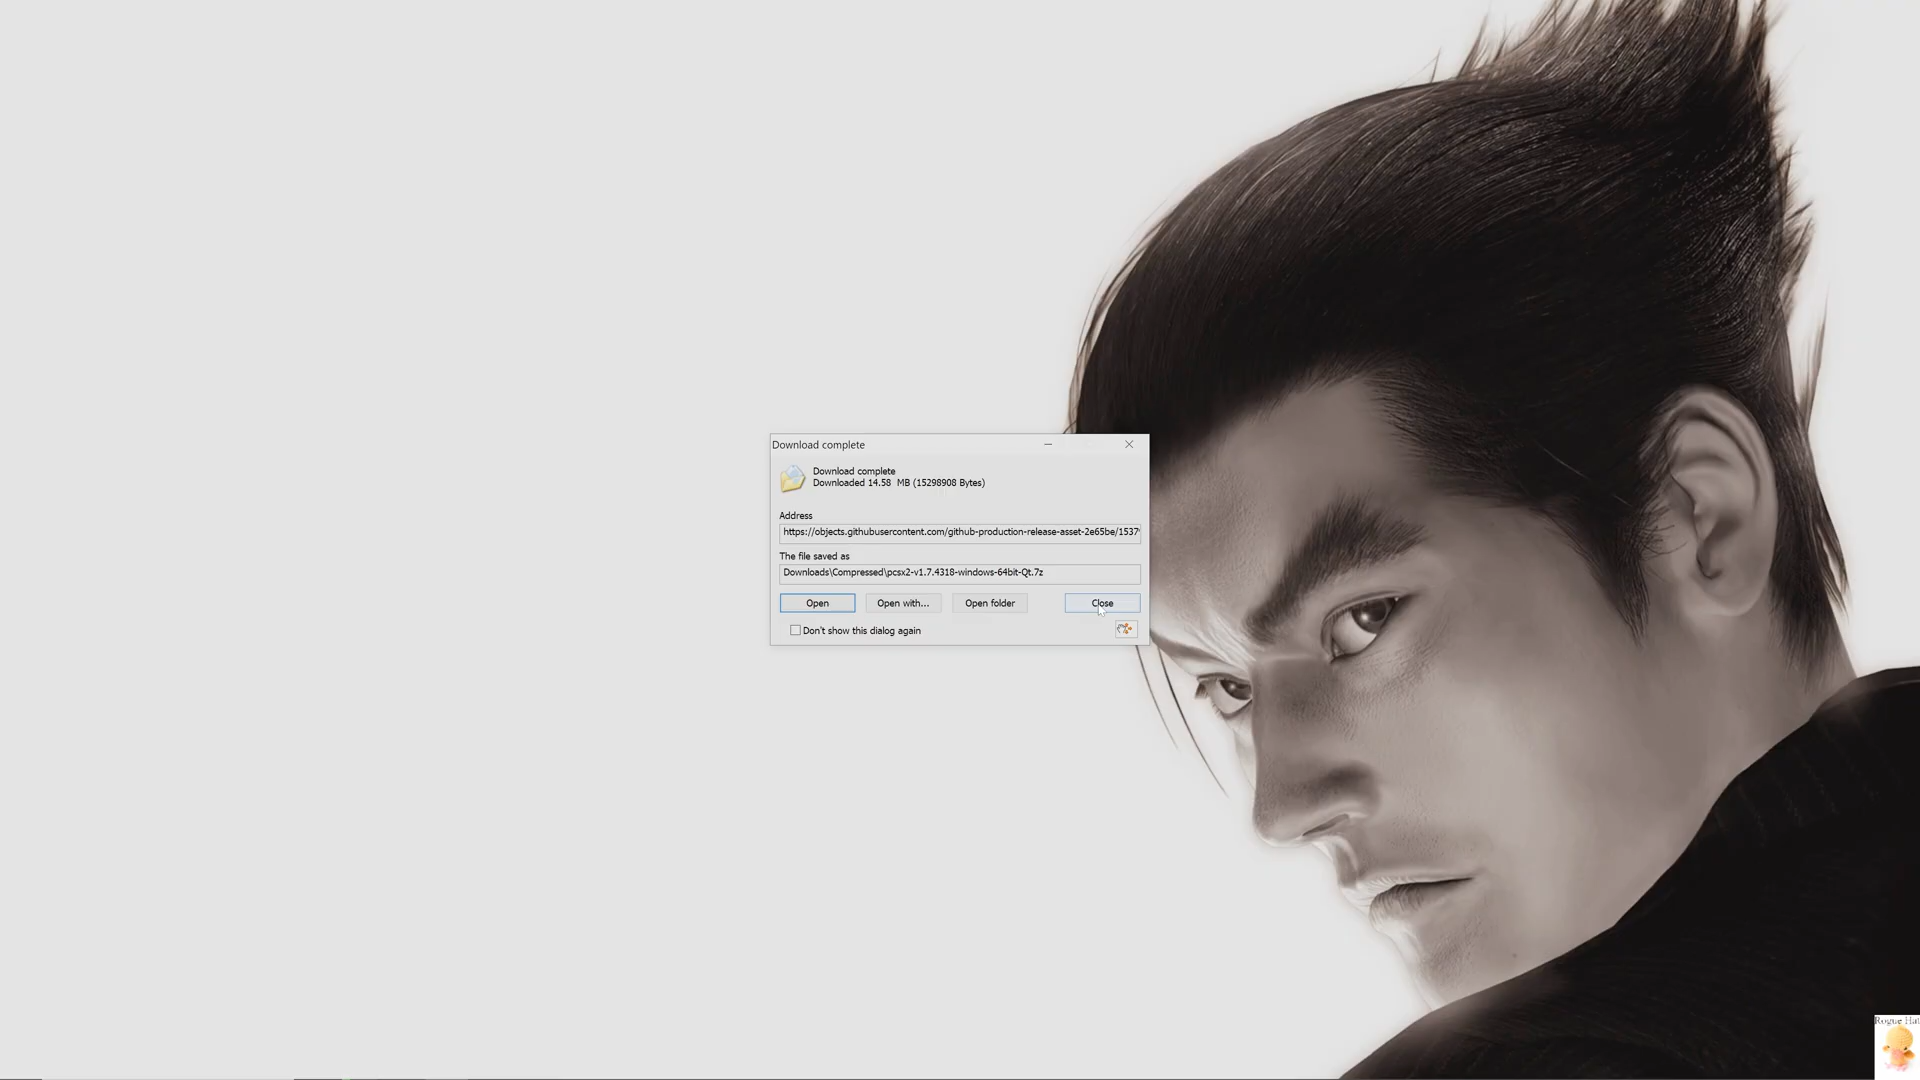 Download complete
Download complete
Downloaded 14.58 MB (15298908 Bytes)
Address
https://objects.githubusercontent.com/github-production-release-asset-2e65be/1537
The file saved as
Downloads\Compressed\pcsx2-v1.7.4318-windows-64bit-Qt.7z
Open
Open with...
Open folder
Close
Don't show this dialog again
Rogue Hat